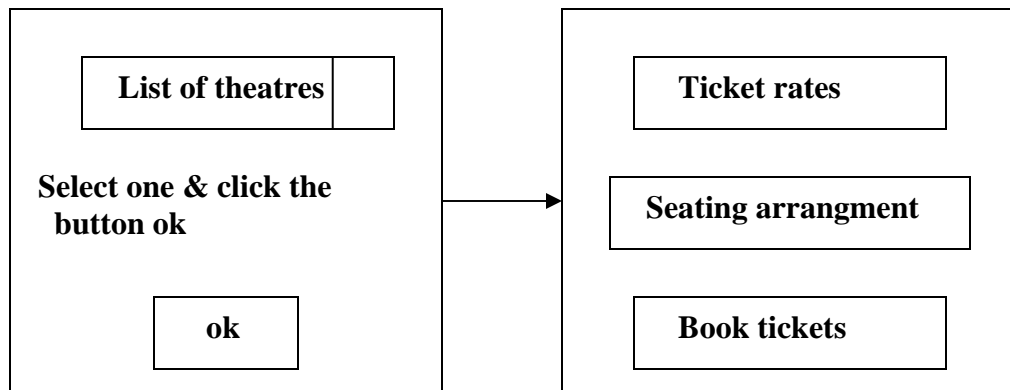 List of theatres
Select one & click the
button ok
ok
Ticket rates
Seating arrangment
Book tickets